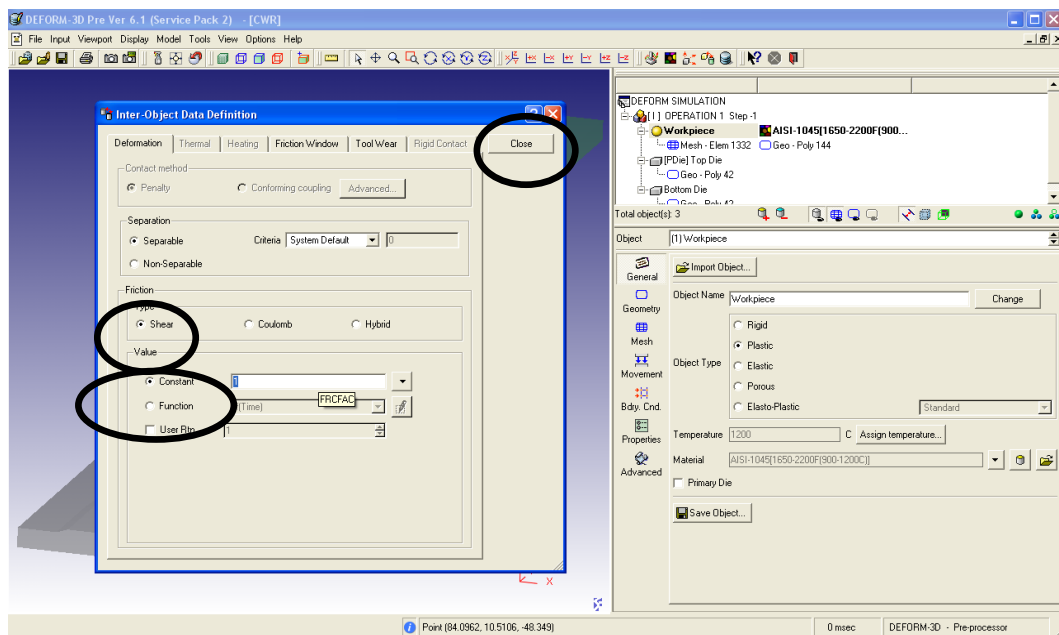 DEFORM-3D Pre Ver 6.1 (Service Pack 2) - [CWR]
File Input Viewport Display Model Tools View Options Help
Inter-Object Data Definition
Deformation Thermal Heating Friction Window Tool Wear Rigid Contact Close
Contact method
Penalty Conforming coupling Advanced...
Separation
Separable Criteria System Default 0
Non-Separable
Friction
Type
Shear Coulomb Hybrid
Value
Constant 1
FRCFAC
Function (Time)
User Rtn 1
X
DEFORM SIMULATION
[1] OPERATION 1 Step -1
Workpiece AISI-1045[1650-2200F(900...
Mesh - Elem 1332 Geo - Poly 144
[PDie] Top Die
Geo - Poly 42
Bottom Die
Geo - Poly 42
Total object(s): 3
Object (1) Workpiece
General
Geometry
Mesh
Movement
Bdry. Cnd.
Properties
Advanced
Import Object...
Object Name Workpiece Change
Object Type
Rigid
Plastic
Elastic
Porous
Elasto-Plastic Standard
Temperature 1200 C Assign temperature...
Material AISI-1045[1650-2200F(900-1200C)]
Primary Die
Save Object...
Point (84.0962, 10.5106, -48.349) 0 msec DEFORM-3D - Pre-processor